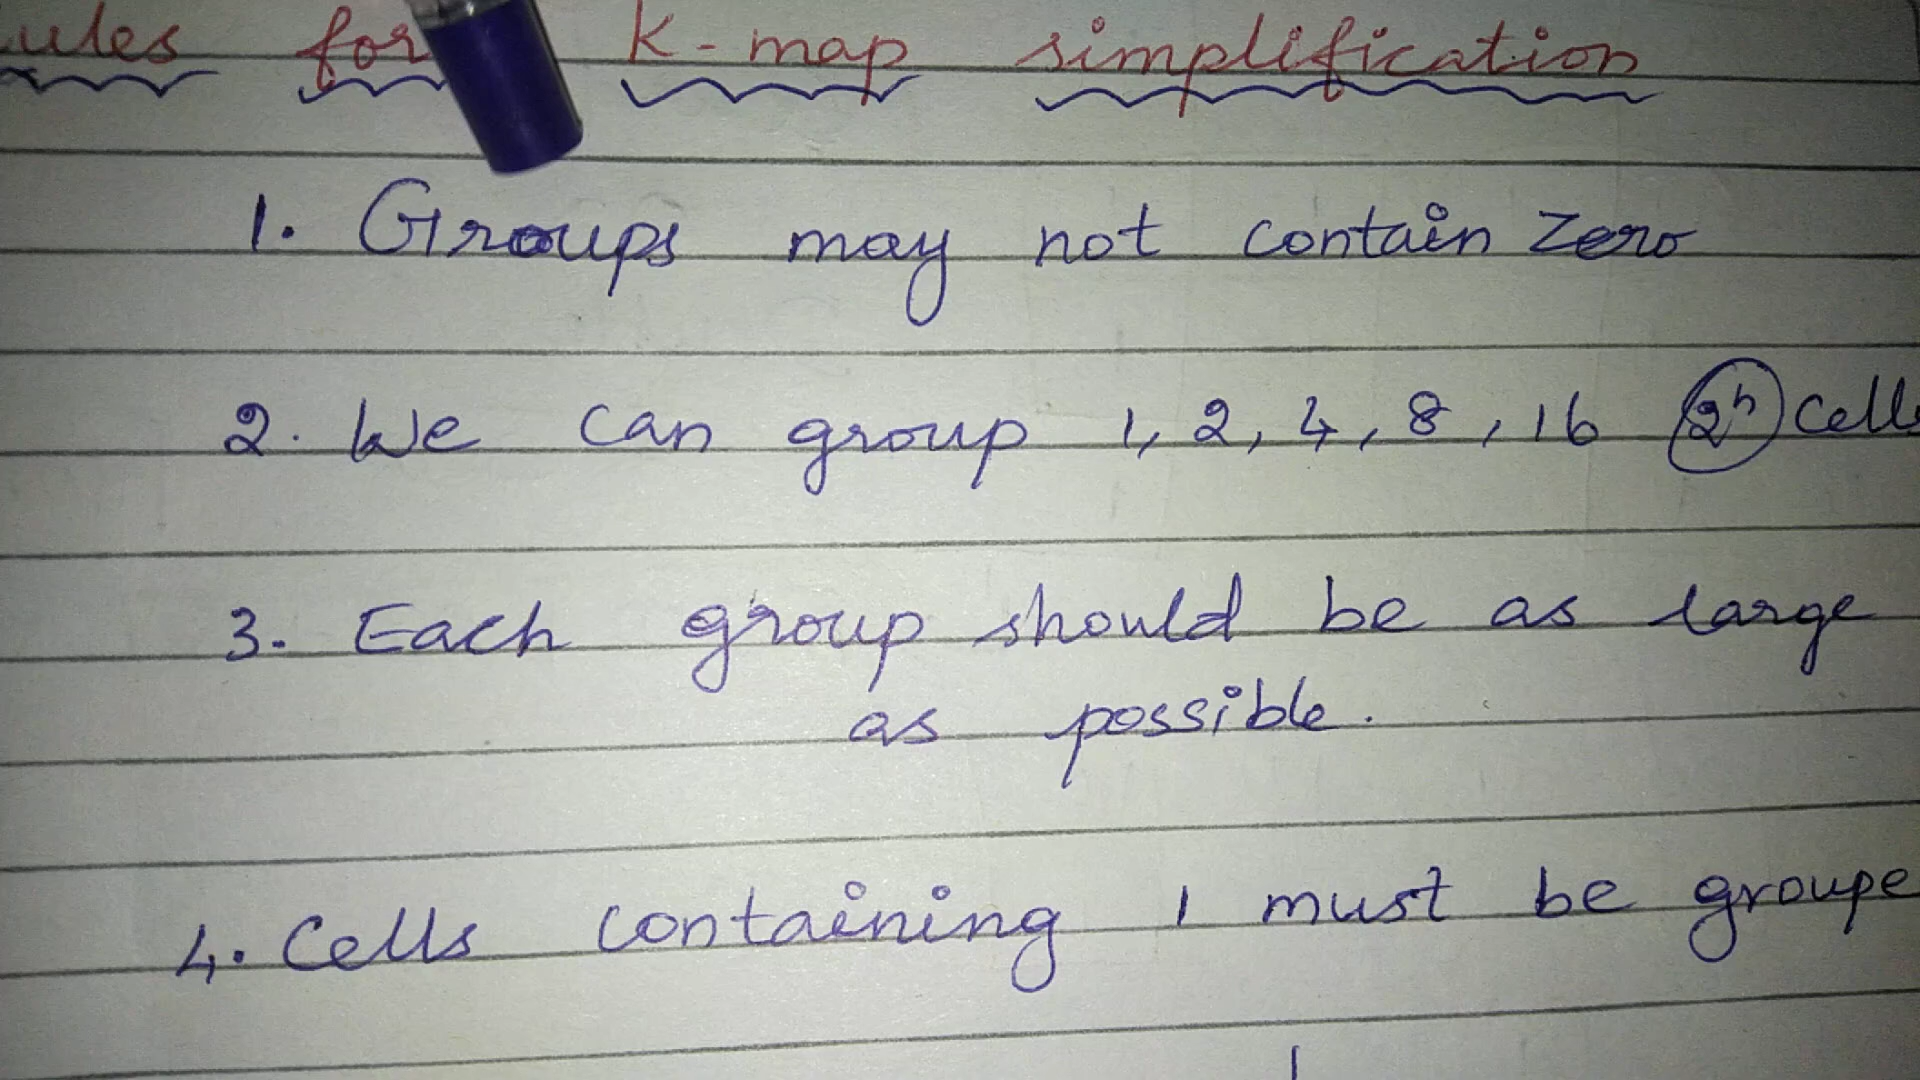 ules for K-map simplification
1. Groups may not contain Zero
2. We can group 1, 2, 4, 8, 16 2ⁿ Cells
3. Each group should be as large
as possible.
4. Cells containing 1 must be groupe